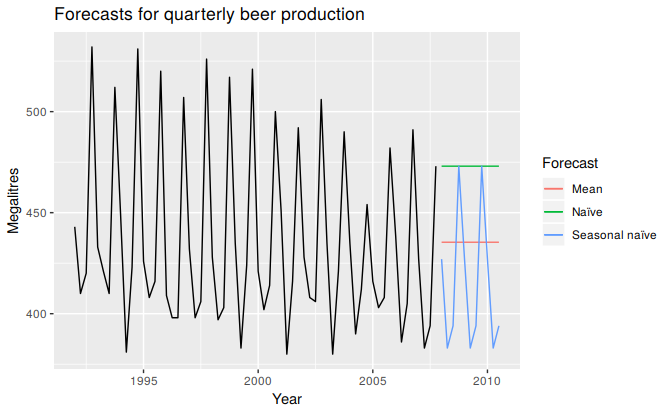 Forecasts for quarterly beer production
Megalitres
500
450
400
1995
2000
2005
2010
Year
Forecast
Mean
Naïve
Seasonal naïve